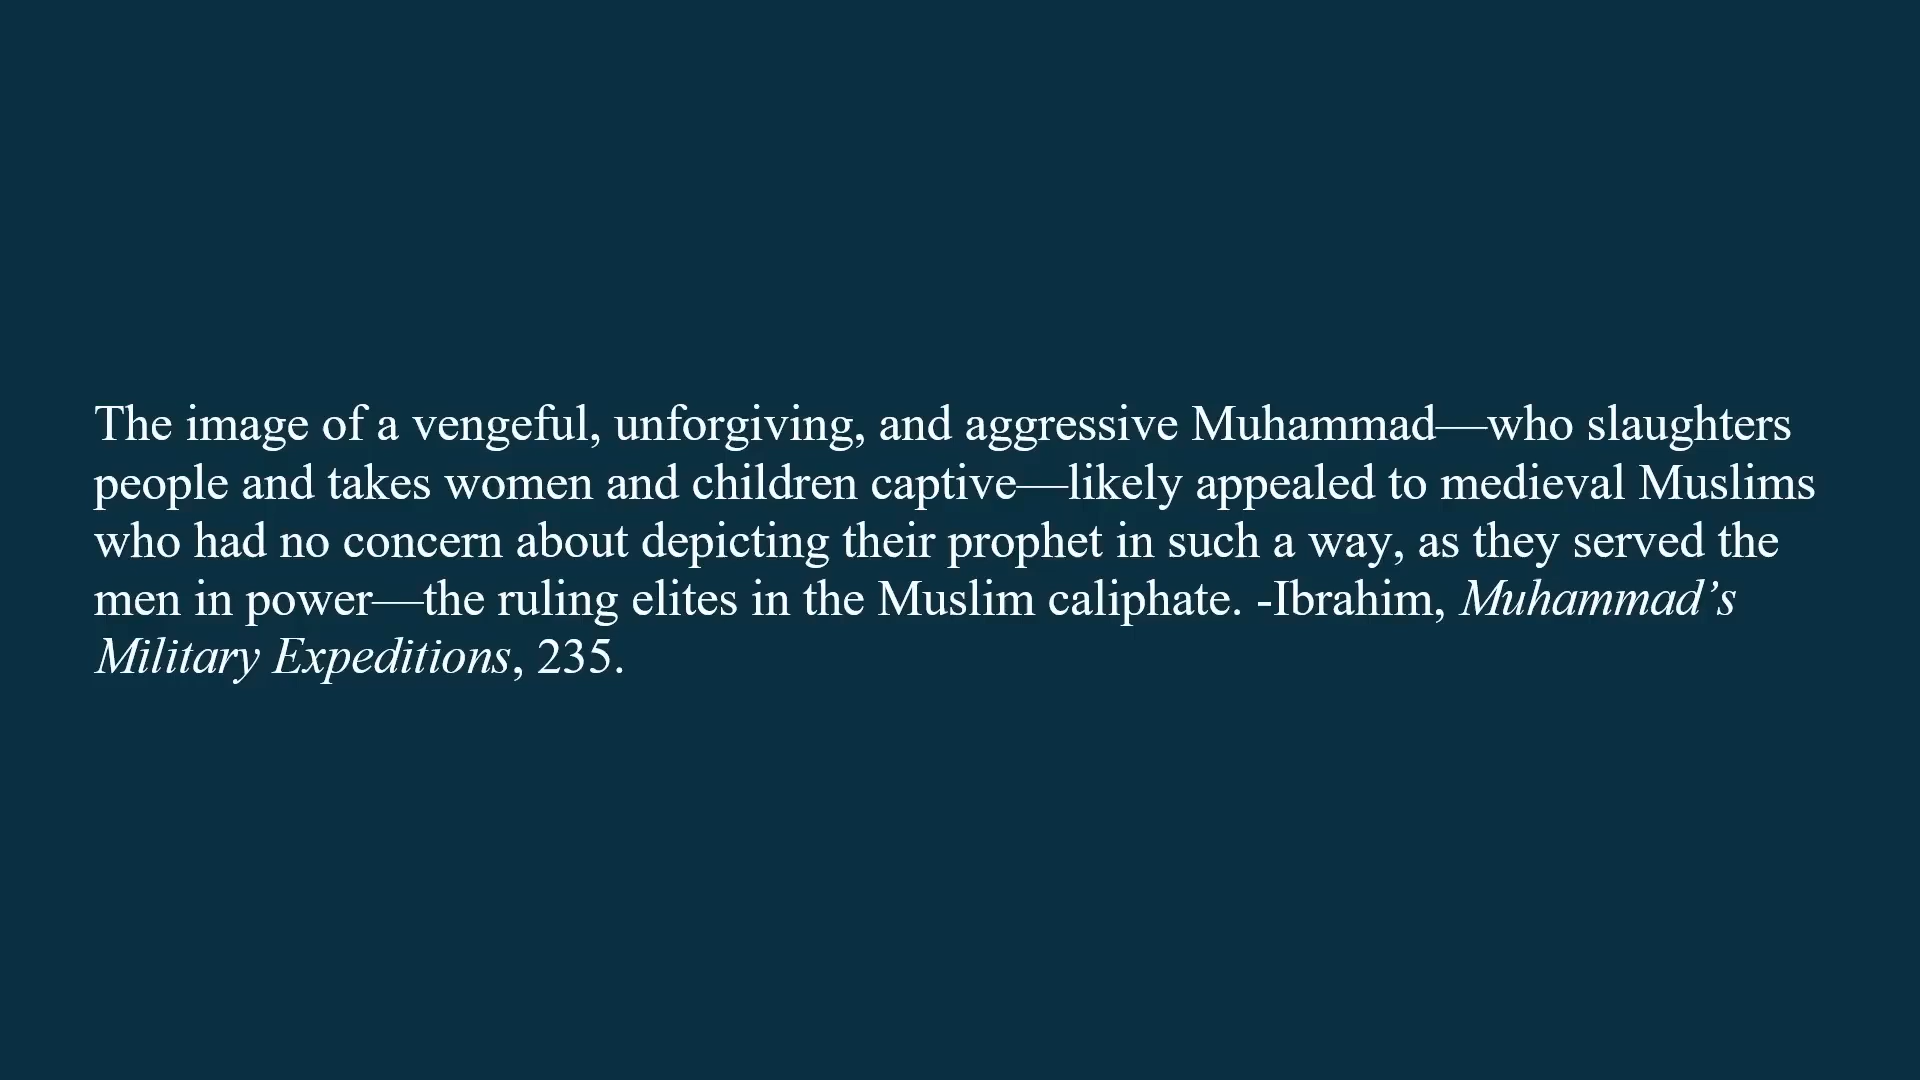 The image of a vengeful, unforgiving, and aggressive Muhammad—who slaughters
people and takes women and children captive—likely appealed to medieval Muslims
who had no concern about depicting their prophet in such a way, as they served the
men in power—the ruling elites in the Muslim caliphate. -Ibrahim, Muhammad’s
Military Expeditions, 235.